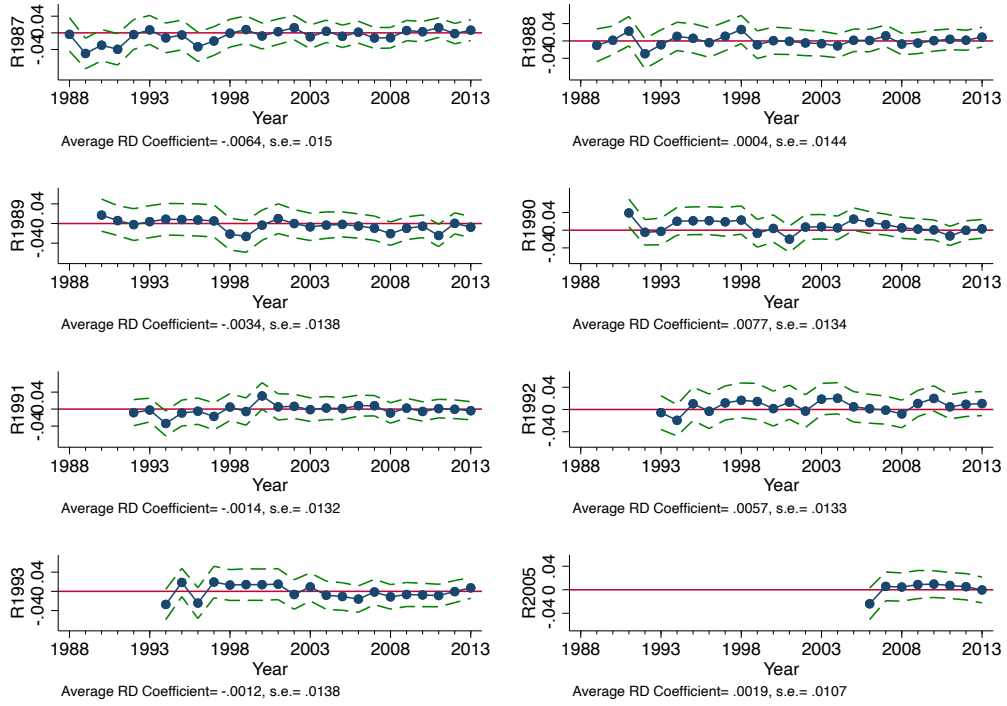 R1987
-.04 0 .04
1988 1993 1998 2003 2008 2013
Year
Average RD Coefficient= -.0064, s.e.= .015
R1988
-.04 0 .04
1988 1993 1998 2003 2008 2013
Year
Average RD Coefficient= .0004, s.e.= .0144
R1989
-.04 0 .04
1988 1993 1998 2003 2008 2013
Year
Average RD Coefficient= -.0034, s.e.= .0138
R1990
-.04 0 .04
1988 1993 1998 2003 2008 2013
Year
Average RD Coefficient= .0077, s.e.= .0134
R1991
-.04 0 .04
1988 1993 1998 2003 2008 2013
Year
Average RD Coefficient= -.0014, s.e.= .0132
R1992
-.04 0 .04
1988 1993 1998 2003 2008 2013
Year
Average RD Coefficient= .0057, s.e.= .0133
R1993
-.04 0 .04
1988 1993 1998 2003 2008 2013
Year
Average RD Coefficient= -.0012, s.e.= .0138
R2005
-.04 0 .04
1988 1993 1998 2003 2008 2013
Year
Average RD Coefficient= .0019, s.e.= .0107